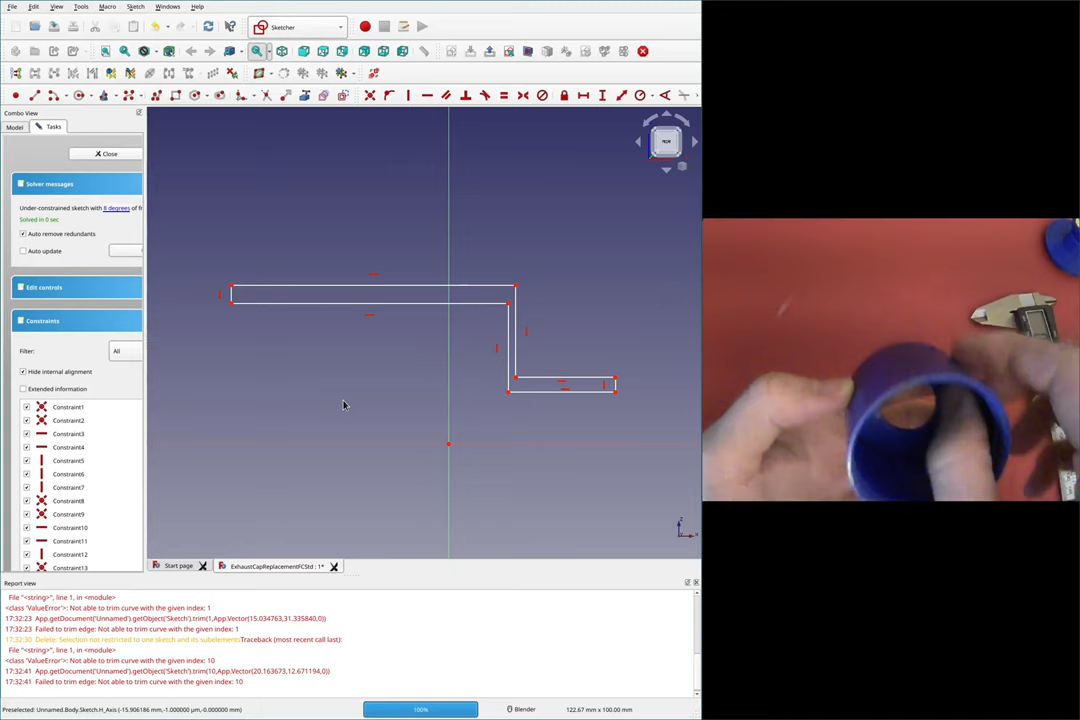 File Edit View Tools Macro Sketch Windows Help
Sketcher
Combo View
Model Tasks
Close
Solver messages
Under-constrained sketch with 8 degrees of fr
Solved in 0 sec
Auto remove redundants
Auto update
Edit controls
Constraints
Filter: All
Hide internal alignment
Extended information
Constraint1
Constraint2
Constraint3
Constraint4
Constraint5
Constraint6
Constraint7
Constraint8
Constraint9
Constraint10
Constraint11
Constraint12
Constraint13
Start page ExhaustCapReplacementFCStd : 1*
Report view
File "<string>", line 1, in <module>
<class 'ValueError'>: Not able to trim curve with the given index: 1
17:32:23 App.getDocument('Unnamed').getObject('Sketch').trim(1,App.Vector(15.034763,31.335840,0))
17:32:23 Failed to trim edge: Not able to trim curve with the given index: 1
17:32:30 Delete: Selection not restricted to one sketch and its subelementsTraceback (most recent call last):
File "<string>", line 1, in <module>
<class 'ValueError'>: Not able to trim curve with the given index: 10
17:32:41 App.getDocument('Unnamed').getObject('Sketch').trim(10,App.Vector(20.163673,12.671194,0))
17:32:41 Failed to trim edge: Not able to trim curve with the given index: 10
Preselected: Unnamed.Body.Sketch.H_Axis (-15.906186 mm,-1.000000 µm,-0.000000 mm) 100% Blender 122.67 mm x 100.00 mm